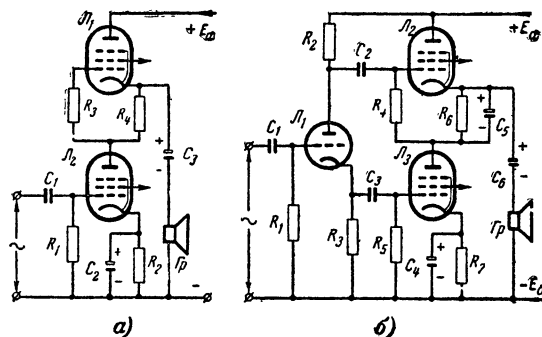 Л₁
+ Eа
R₃
R₄
Л₂
+
C₃
-
C₁
R₁
C₂
+
-
R₂
Гр
~
-
а)
R₂
C₂
Л₂
+ Eа
R₄
R₆
+
C₅
-
Л₁
C₁
R₁
C₃
Л₃
+
C₆
-
R₃
R₅
C₄
+
-
R₇
Гр
~
б)